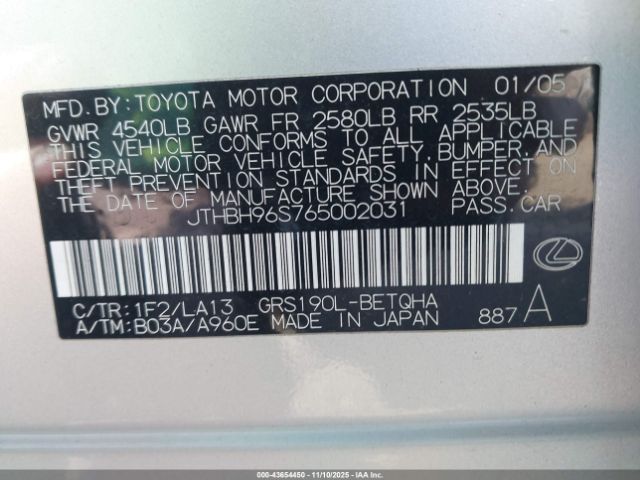 MFD. BY: TOYOTA MOTOR CORPORATION 01/05
GVWR 4540LB GAWR FR 2580LB RR 2535LB
THIS VEHICLE CONFORMS TO ALL APPLICABLE
FEDERAL MOTOR VEHICLE SAFETY, BUMPER, AND
THEFT PREVENTION STANDARDS IN EFFECT ON
THE DATE OF MANUFACTURE SHOWN ABOVE.
JTHBH96S765002031 PASS. CAR
C/TR: 1F2/LA13 GRS190L-BETQHA
A/TM: B03A/A960E MADE IN JAPAN 887A
000-43654450 - 11/10/2025 - IAAI.CA